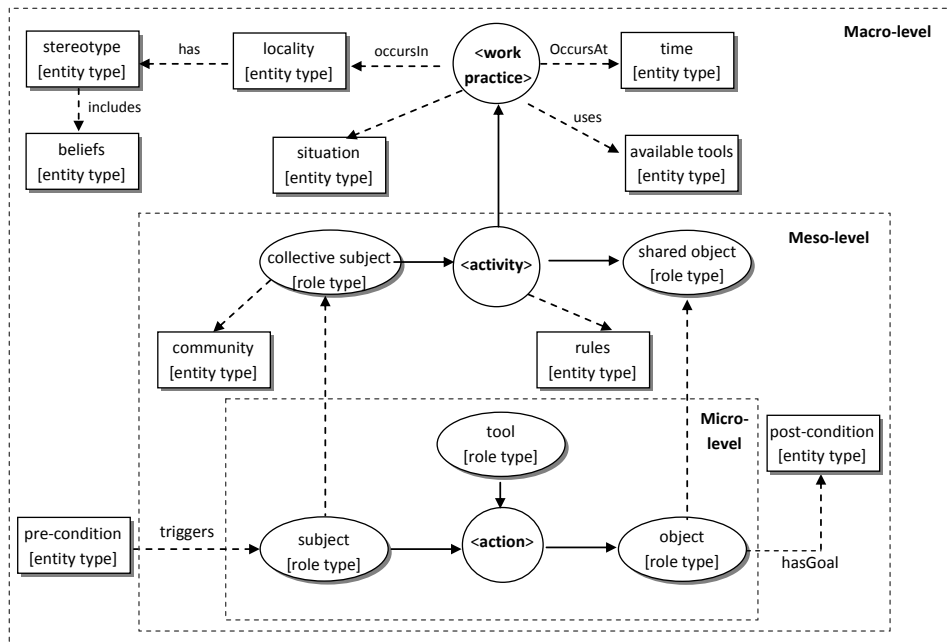 Macro-level
stereotype
[entity type]
has
locality
[entity type]
occursIn
<work
practice>
OccursAt
time
[entity type]
includes
beliefs
[entity type]
situation
[entity type]
uses
available tools
[entity type]
Meso-level
collective subject
[role type]
<activity>
shared object
[role type]
community
[entity type]
rules
[entity type]
Micro-
level
tool
[role type]
post-condition
[entity type]
pre-condition
[entity type]
triggers
subject
[role type]
<action>
object
[role type]
hasGoal